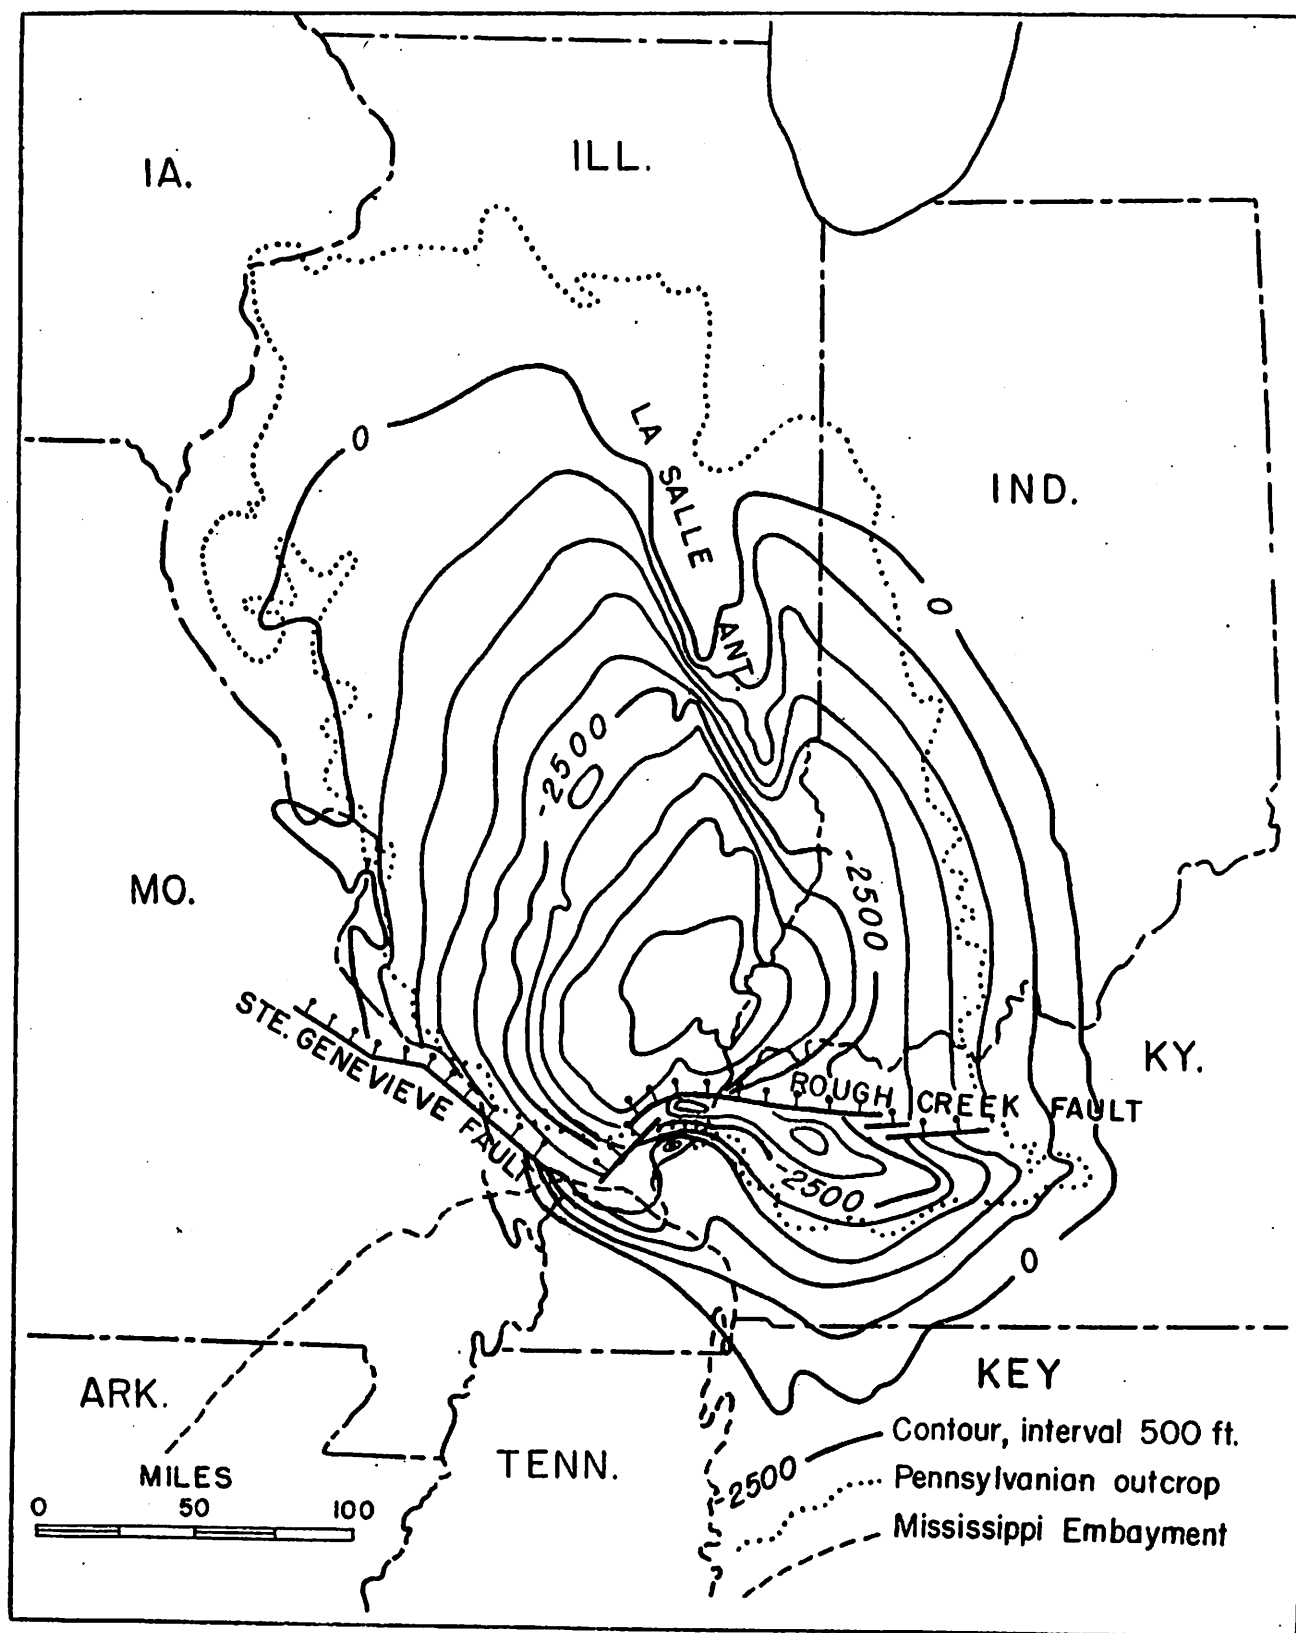 IA.
ILL.
0
LA SALLE ANT.
IND.
0
-2500
-2500
MO.
STE. GENEVIEVE FAULT
ROUGH CREEK FAULT
KY.
-2500
0
ARK.
TENN.
MILES
0 50 100
KEY
Contour, interval 500 ft.
-2500
Pennsylvanian outcrop
Mississippi Embayment